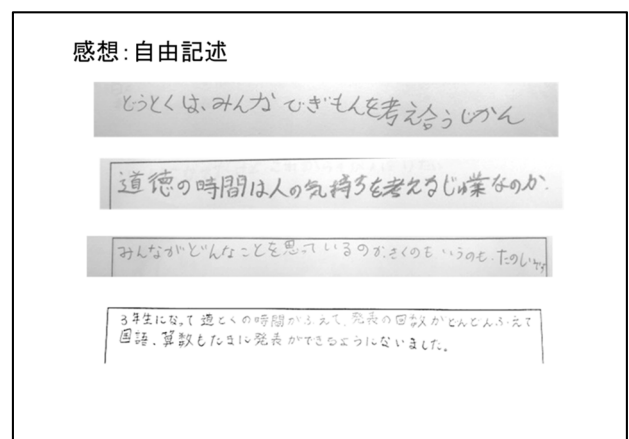 感想：自由記述
どうとくは、みんなでぎもんを考え合うじかん
道徳の時間は人の気持ちを考えるじゅ業なのか.
みんながどんなことを思っているのか、きくのもいうのも、たのしいです
3年生になって道とくの時間がふえて、発表の回数がどんどんふえて
国語、算数もたまに発表ができるようにないました。